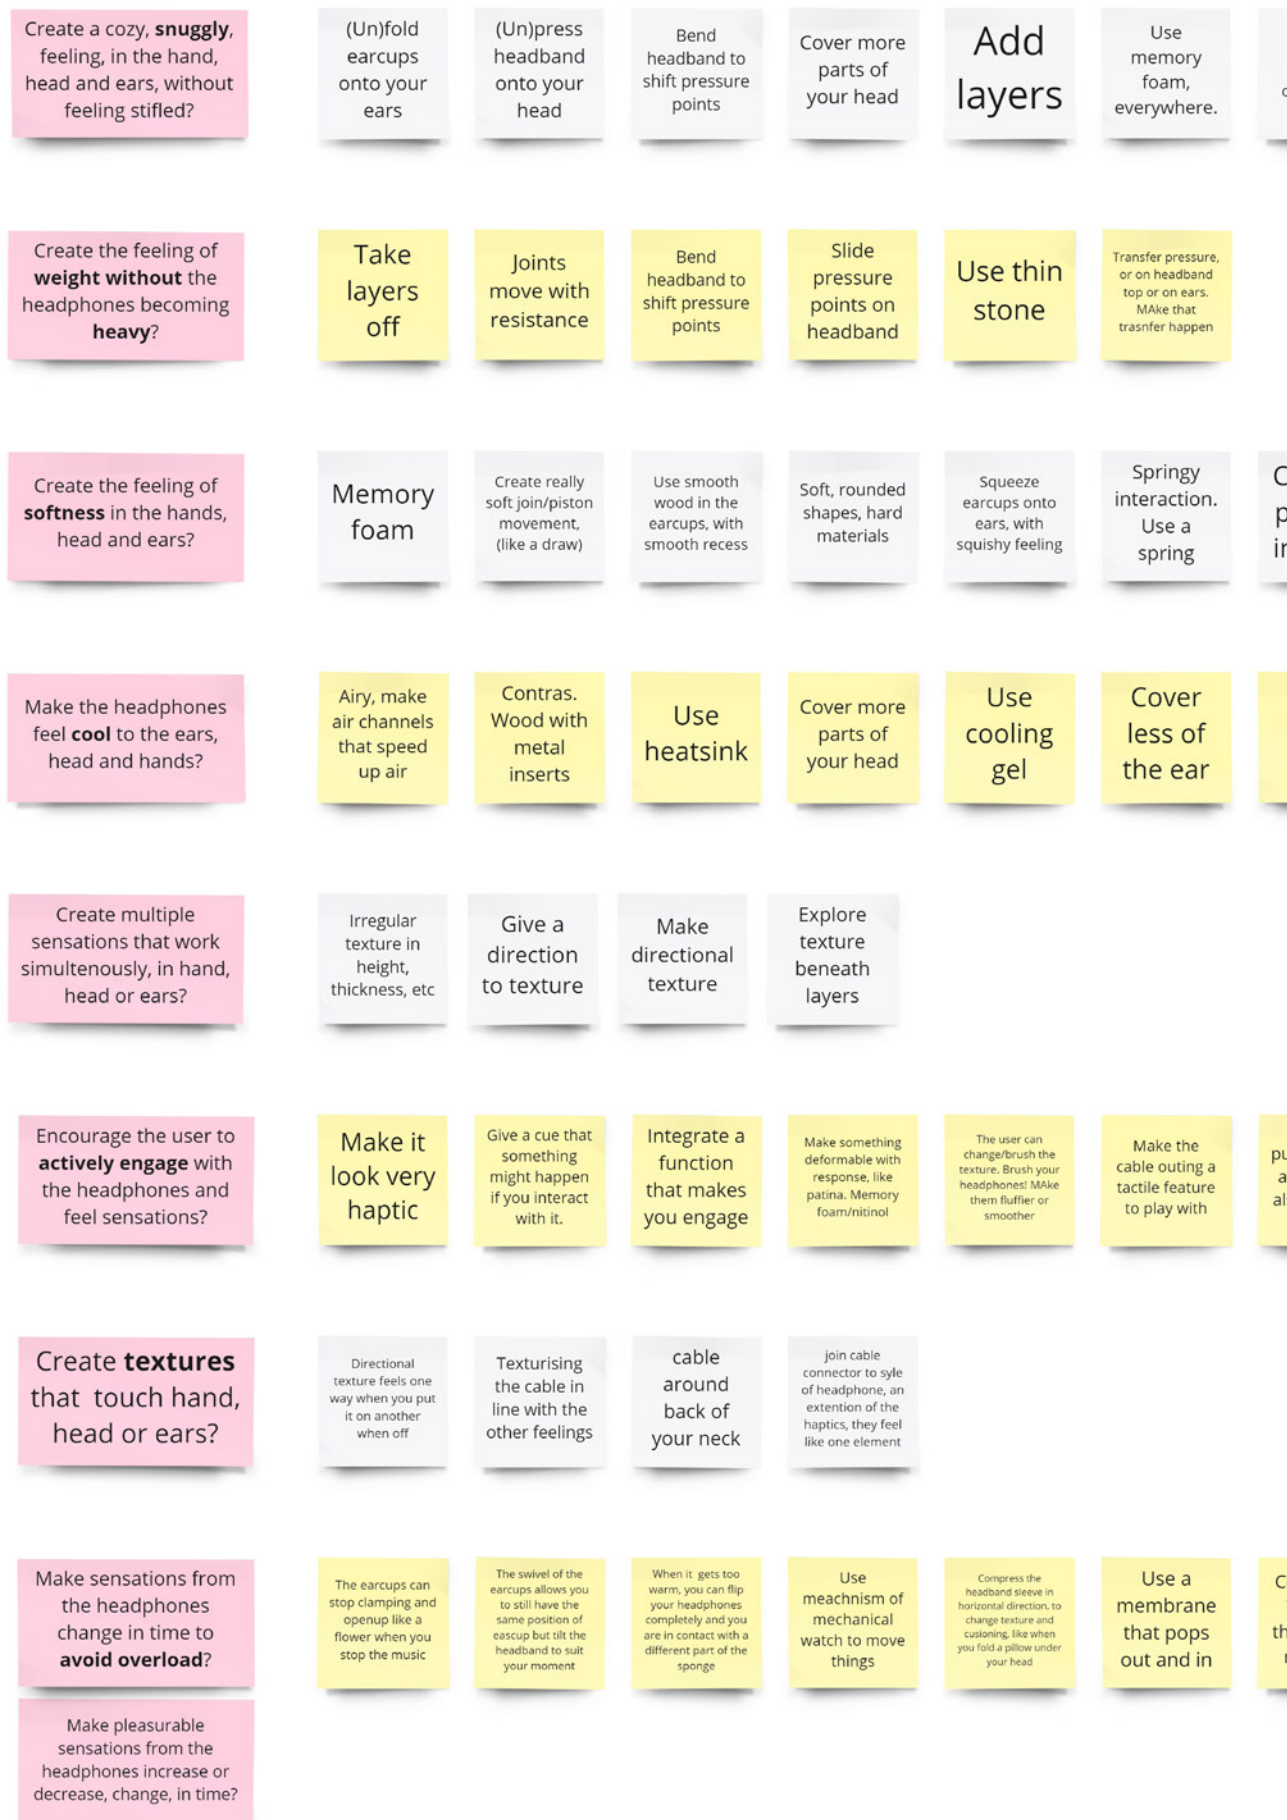 Create a cozy, snuggly,
feeling, in the hand,
head and ears, without
feeling stifled?
(Un)fold
earcups
onto your
ears
(Un)press
headband
onto your
head
Bend
headband to
shift pressure
points
Cover more
parts of
your head
Add
layers
Use
memory
foam,
everywhere.
Create the feeling of
weight without the
headphones becoming
heavy?
Take
layers
off
Joints
move with
resistance
Bend
headband to
shift pressure
points
Slide
pressure
points on
headband
Use thin
stone
Transfer pressure,
or on headband
top or on ears.
MAke that
trasnfer happen
Create the feeling of
softness in the hands,
head and ears?
Memory
foam
Create really
soft join/piston
movement,
(like a draw)
Use smooth
wood in the
earcups, with
smooth recess
Soft, rounded
shapes, hard
materials
Squeeze
earcups onto
ears, with
squishy feeling
Springy
interaction.
Use a
spring
Make the headphones
feel cool to the ears,
head and hands?
Airy, make
air channels
that speed
up air
Contras.
Wood with
metal
inserts
Use
heatsink
Cover more
parts of
your head
Use
cooling
gel
Cover
less of
the ear
Create multiple
sensations that work
simultenously, in hand,
head or ears?
Irregular
texture in
height,
thickness, etc
Give a
direction
to texture
Make
directional
texture
Explore
texture
beneath
layers
Encourage the user to
actively engage with
the headphones and
feel sensations?
Make it
look very
haptic
Give a cue that
something
might happen
if you interact
with it.
Integrate a
function
that makes
you engage
Make something
deformable with
response, like
patina. Memory
foam/nitinol
The user can
change/brush the
texture. Brush your
headphones! MAke
them fluffier or
smoother
Make the
cable outing a
tactile feature
to play with
Create textures
that touch hand,
head or ears?
Directional
texture feels one
way when you put
it on another
when off
Texturising
the cable in
line with the
other feelings
cable
around
back of
your neck
join cable
connector to syle
of headphone, an
extention of the
haptics, they feel
like one element
Make sensations from
the headphones
change in time to
avoid overload?
The earcups can
stop clamping and
openup like a
flower when you
stop the music
The swivel of the
earcups allows you
to still have the
same position of
eascup but tilt the
headband to suit
your moment
When it gets too
warm, you can flip
your headphones
completely and you
are in contact with a
different part of the
sponge
Use
meachnism of
mechanical
watch to move
things
Compress the
headband sleeve in
horizontal direction, to
change texture and
cusioning, like when
you fold a pillow under
your head
Use a
membrane
that pops
out and in
Make pleasurable
sensations from the
headphones increase or
decrease, change, in time?